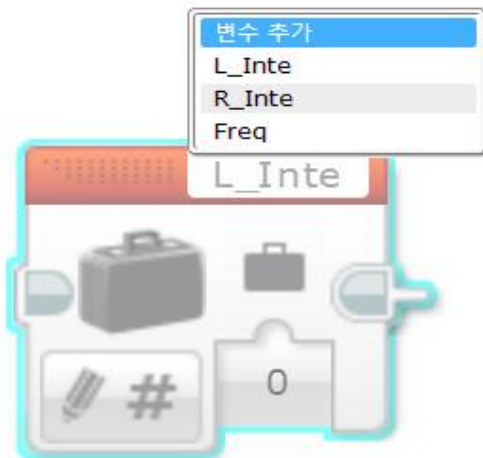 변수 추가
L_Inte
R_Inte
Freq
L_Inte
#
0